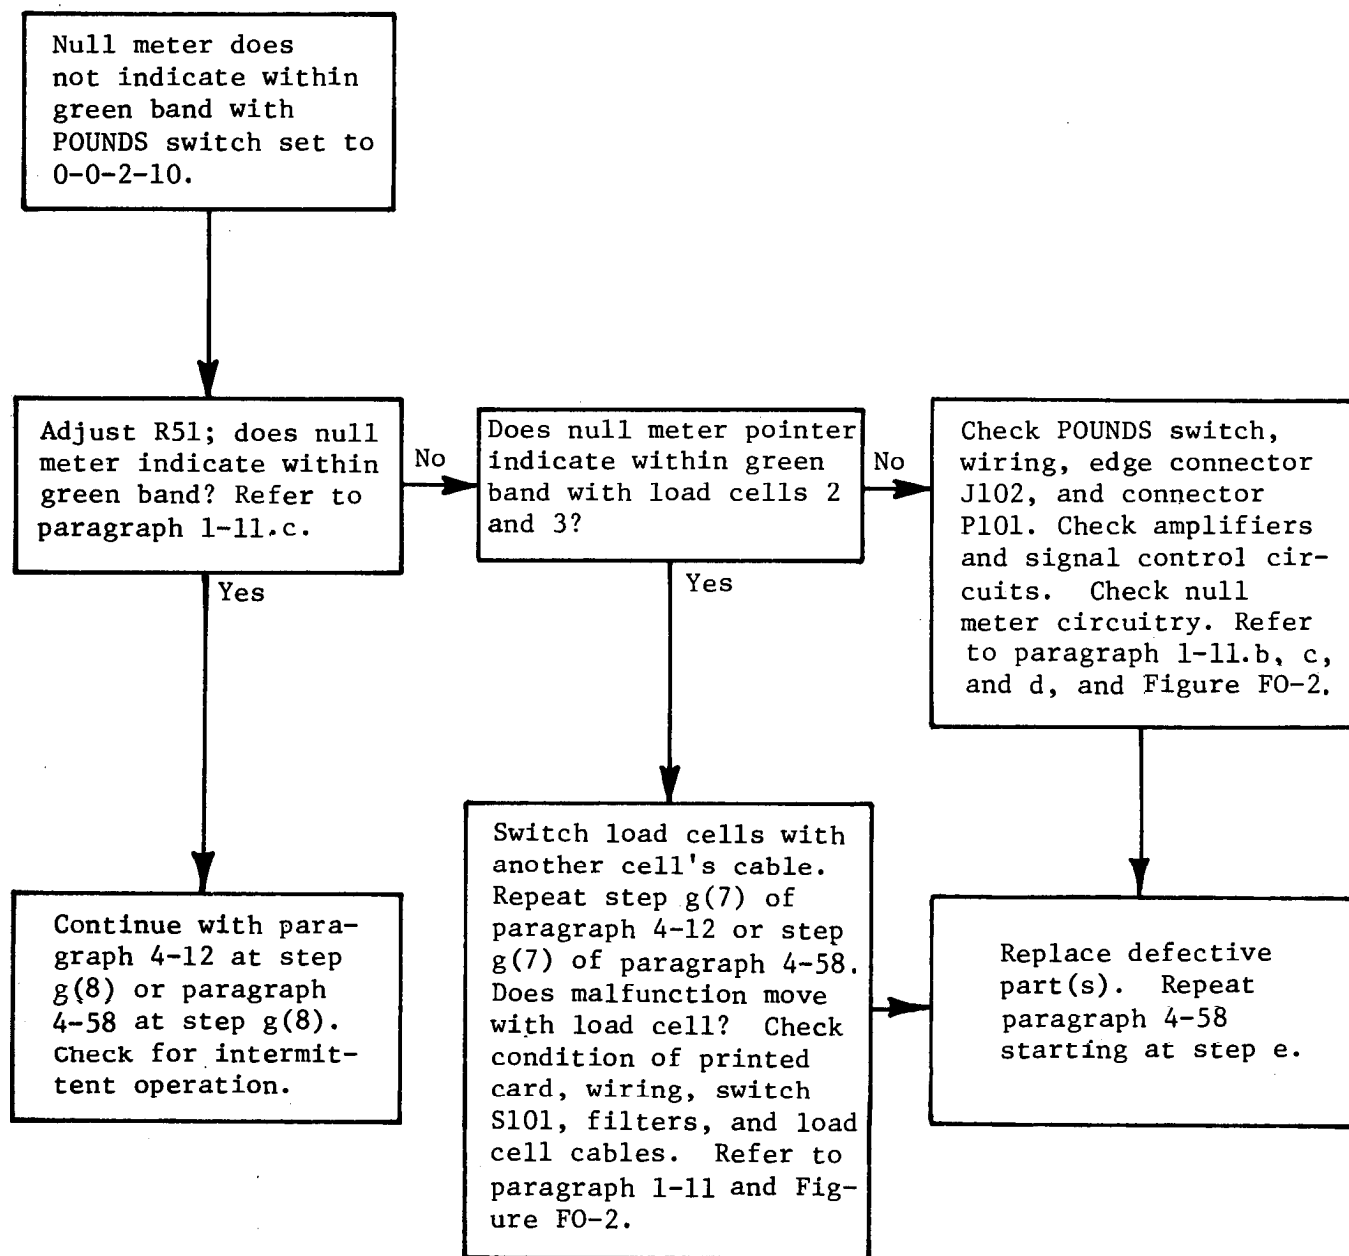 Null meter does
not indicate within
green band with
POUNDS switch set to
0-0-2-10.
Adjust R51; does null
meter indicate within
green band? Refer to
paragraph 1-11.c.
No
Does null meter pointer
indicate within green
band with load cells 2
and 3?
No
Check POUNDS switch,
wiring, edge connector
J102, and connector
P101. Check amplifiers
and signal control cir-
cuits. Check null
meter circuitry. Refer
to paragraph 1-11.b, c,
and d, and Figure FO-2.
Yes
Yes
Continue with para-
graph 4-12 at step
g(8) or paragraph
4-58 at step g(8).
Check for intermit-
tent operation.
Switch load cells with
another cell's cable.
Repeat step g(7) of
paragraph 4-12 or step
g(7) of paragraph 4-58.
Does malfunction move
with load cell? Check
condition of printed
card, wiring, switch
S101, filters, and load
cell cables. Refer to
paragraph 1-11 and Fig-
ure FO-2.
Replace defective
part(s). Repeat
paragraph 4-58
starting at step e.